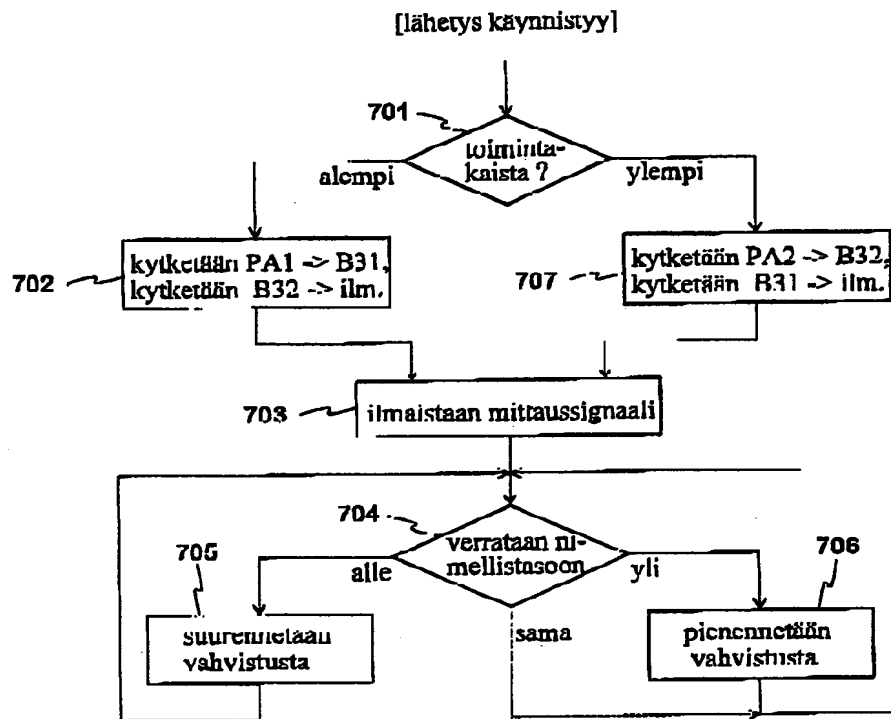 [lähetys käynnistyy]
701
toiminta-
kaista ?
alempi
ylempi
702
kytketään PA1 -> B31,
kytketään B32 -> ilm.
707
kytketään PA2 -> B32,
kytketään B31 -> ilm.
703
ilmaistaan mittaussignaali
704
verrataan ni-
mellistasoon
alle
yli
705
706
suurennetaan
vahvistusta
sama
pienennetään
vahvistusta